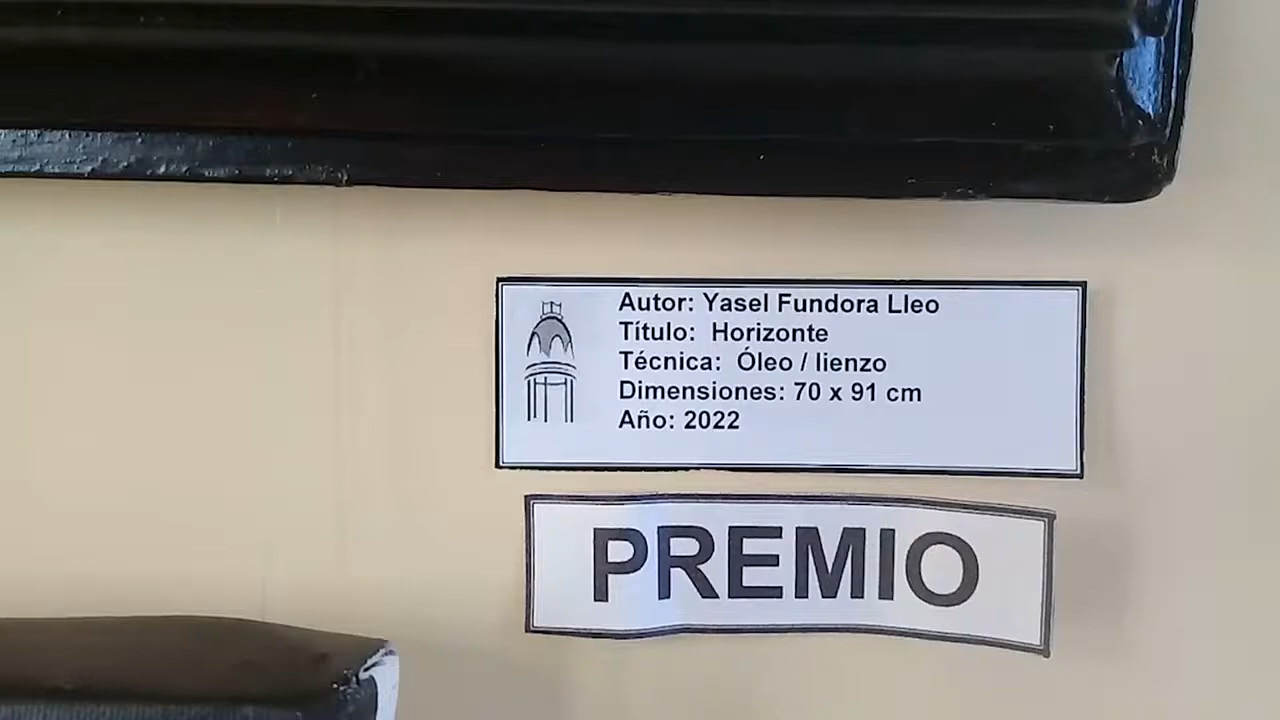 Autor: Yasel Fundora Lleo
Título: Horizonte
Técnica: Óleo / lienzo
Dimensiones: 70 x 91 cm
Año: 2022
PREMIO